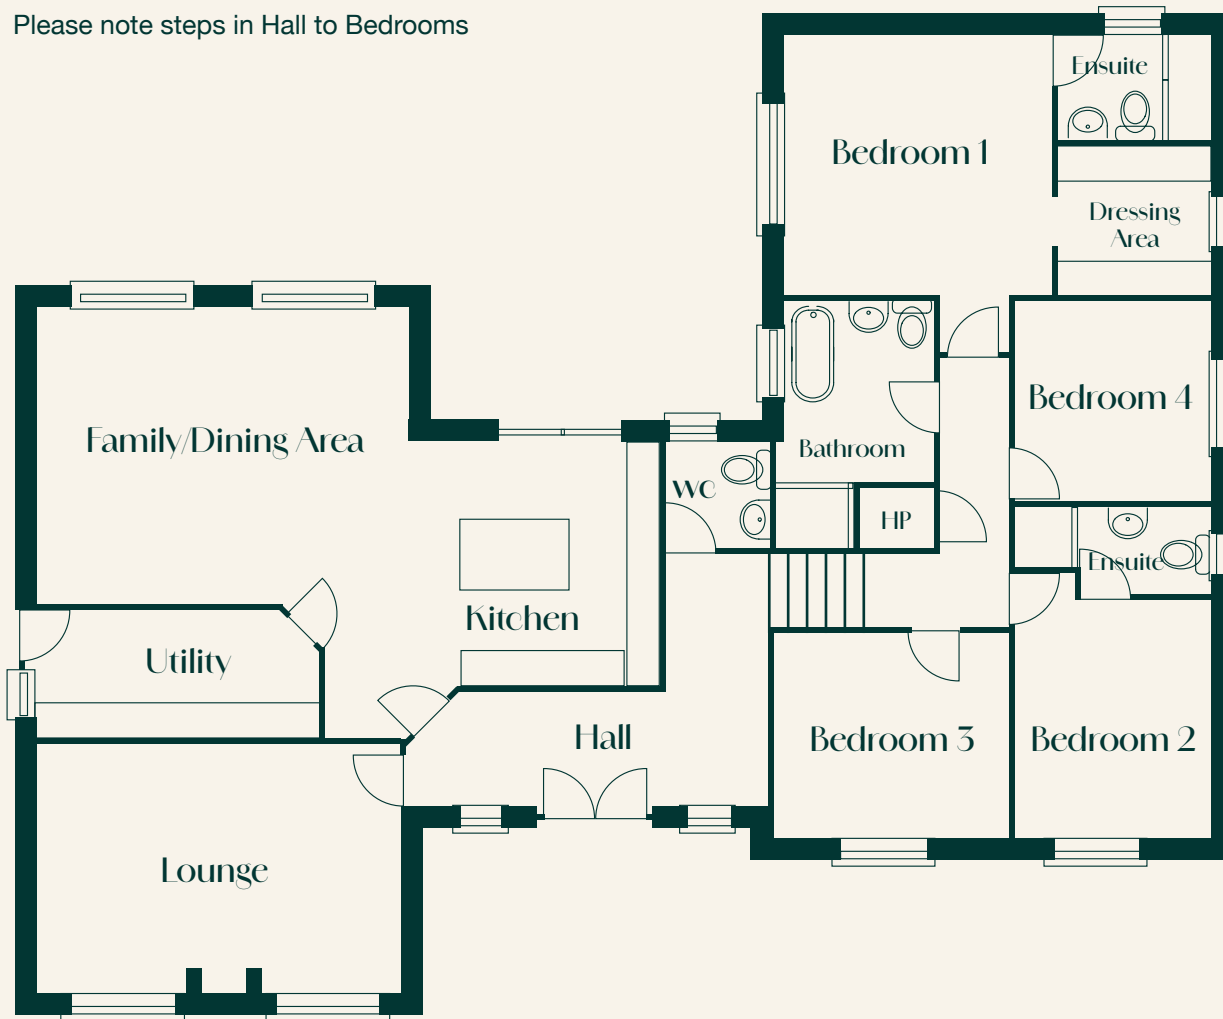 Please note steps in Hall to Bedrooms
Ensuite
Bedroom 1
Dressing
Area
Bedroom 4
Family/Dining Area
Bathroom
WC
HP
Ensuite
Kitchen
Utility
Hall
Bedroom 3
Bedroom 2
Lounge